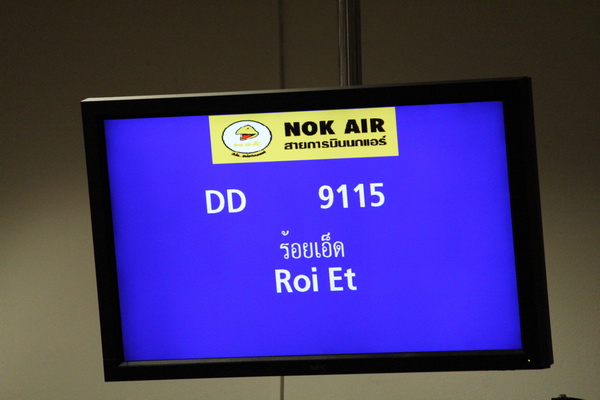 NOK AIR
สายการบินนกแอร์
DD 9115
ร้อยเอ็ด
Roi Et